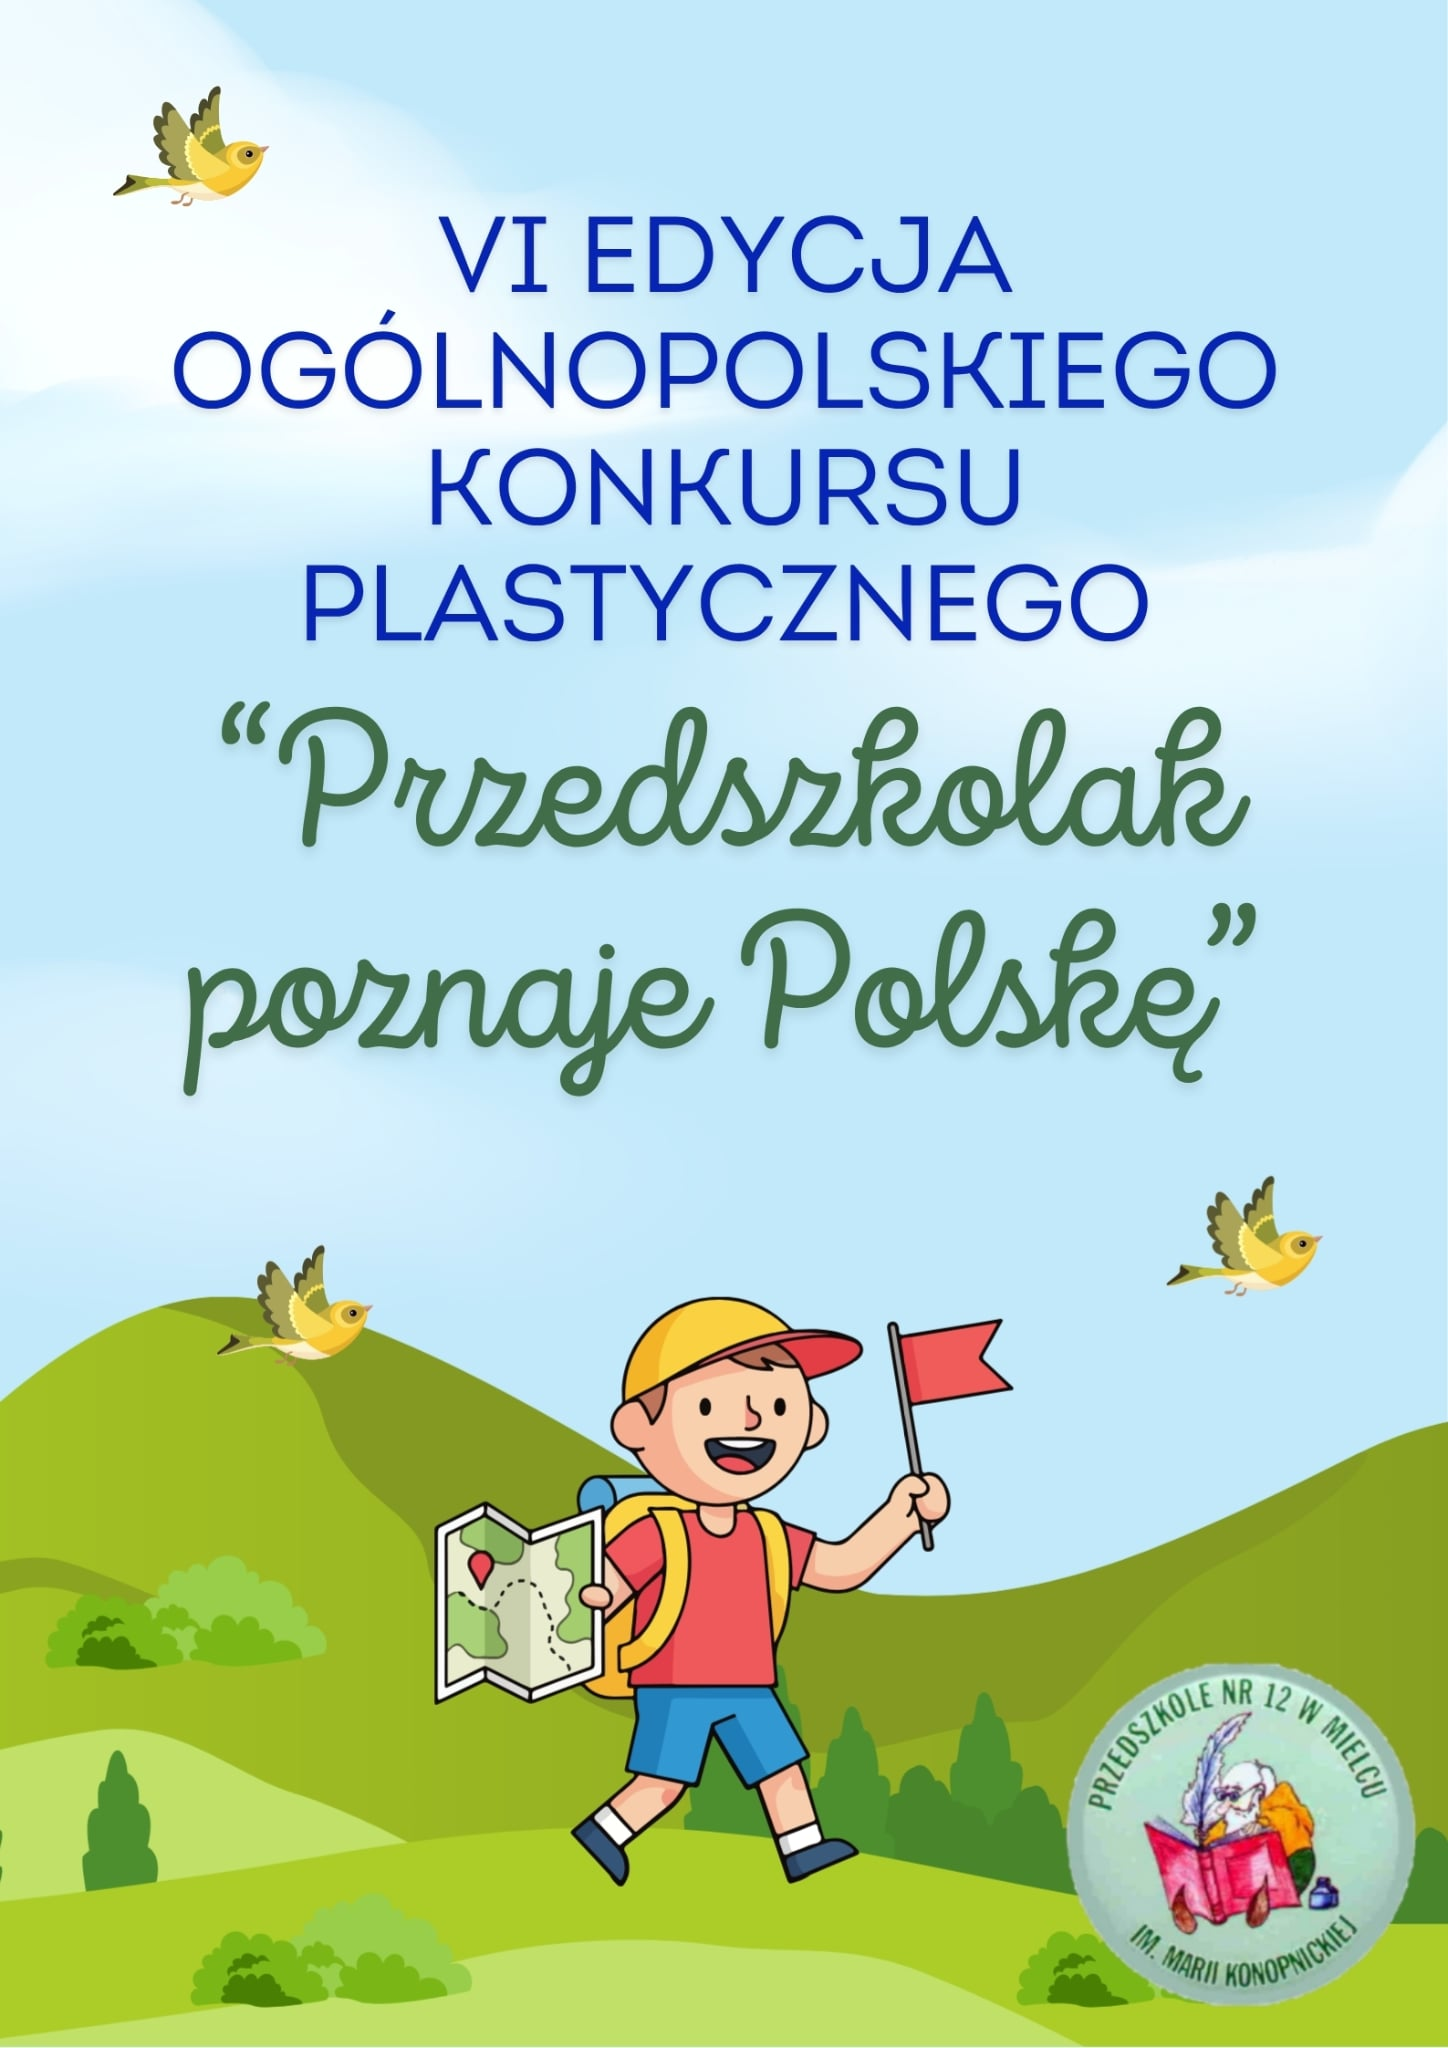 VI EDYCJA
OGÓLNOPOLSKIEGO
KONKURSU
PLASTYCZNEGO
“Przedszkolak
poznaje Polskę”
PRZEDSZKOLE NR 12 W MIELCU
IM. MARII KONOPNICKIEJ